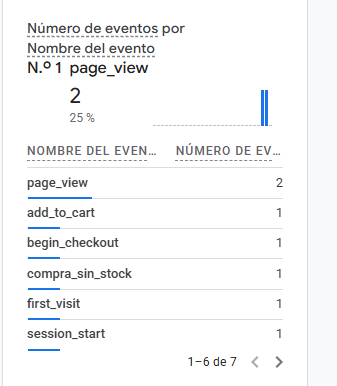 Número de eventos por
Nombre del evento
N.º 1 page_view
2
25 %
NOMBRE DEL EVEN… NÚMERO DE EV…
page_view 2
add_to_cart 1
begin_checkout 1
compra_sin_stock 1
first_visit 1
session_start 1
1–6 de 7